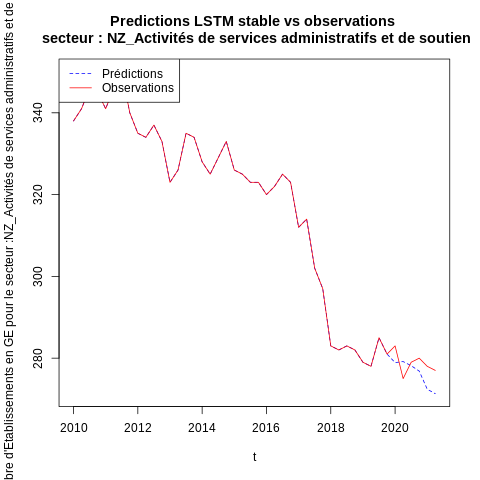 Predictions LSTM stable vs observations
secteur : NZ_Activités de services administratifs et de soutien
bre d'Etablissements en GE pour le secteur :NZ_Activités de services administratifs et de
Prédictions
Observations
340
320
300
280
2010 2012 2014 2016 2018 2020
t